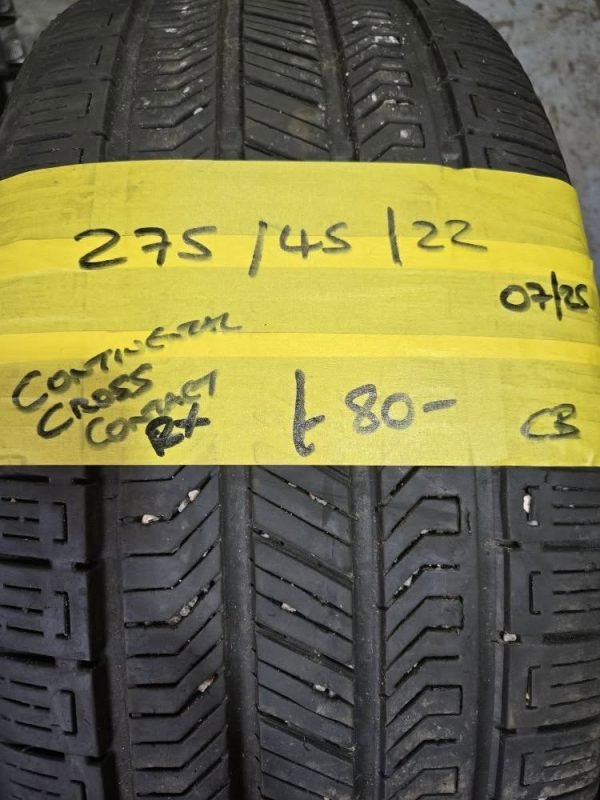 275/45/22
07/25
CONTINENTAL
CROSS
CONTACT
RX
£80-
CB